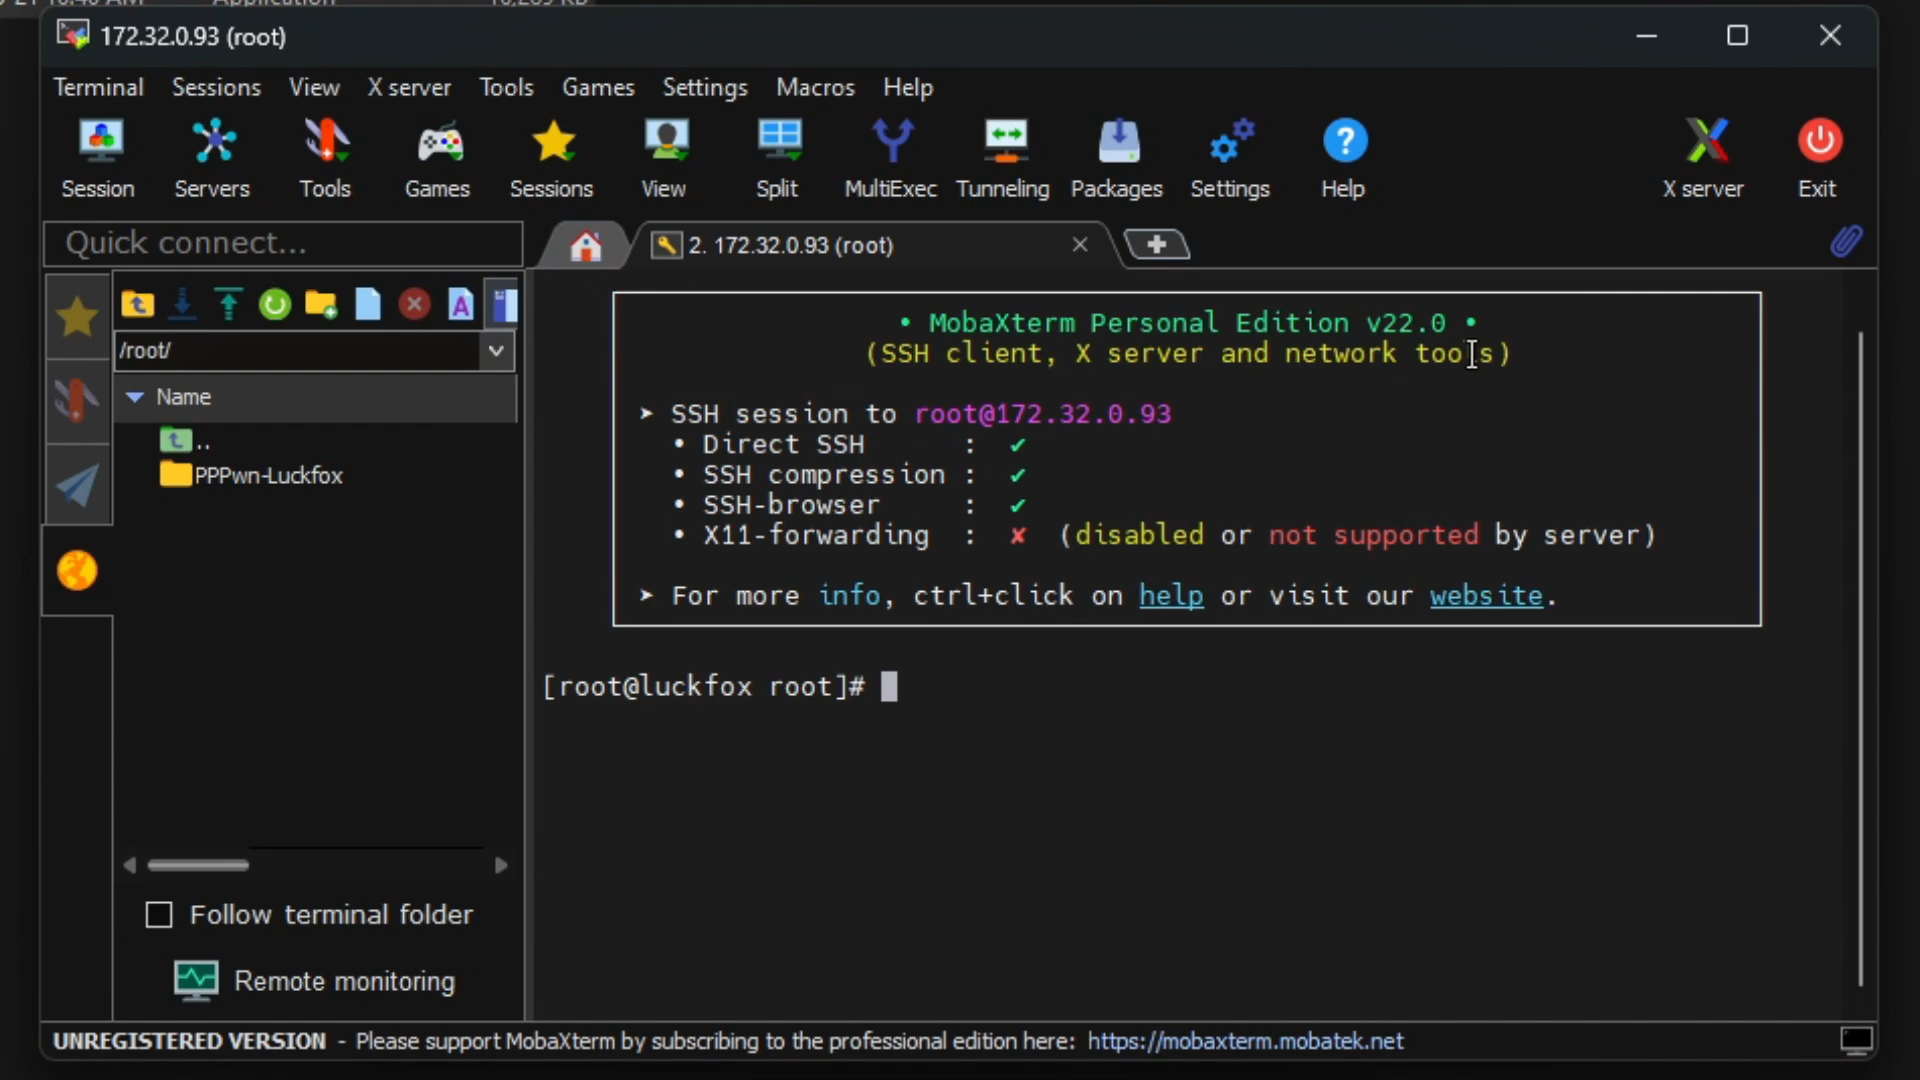 172.32.0.93 (root)
Terminal Sessions View X server Tools Games Settings Macros Help
Session Servers Tools Games Sessions View Split MultiExec Tunneling Packages Settings Help X server Exit
Quick connect...
2. 172.32.0.93 (root)
/root/
Name
..
PPPwn-Luckfox
• MobaXterm Personal Edition v22.0 •
(SSH client, X server and network tools)
➤ SSH session to root@172.32.0.93
• Direct SSH : ✔
• SSH compression : ✔
• SSH-browser : ✔
• X11-forwarding : ✘ (disabled or not supported by server)
➤ For more info, ctrl+click on help or visit our website.
[root@luckfox root]#
Follow terminal folder
Remote monitoring
UNREGISTERED VERSION - Please support MobaXterm by subscribing to the professional edition here: https://mobaxterm.mobatek.net